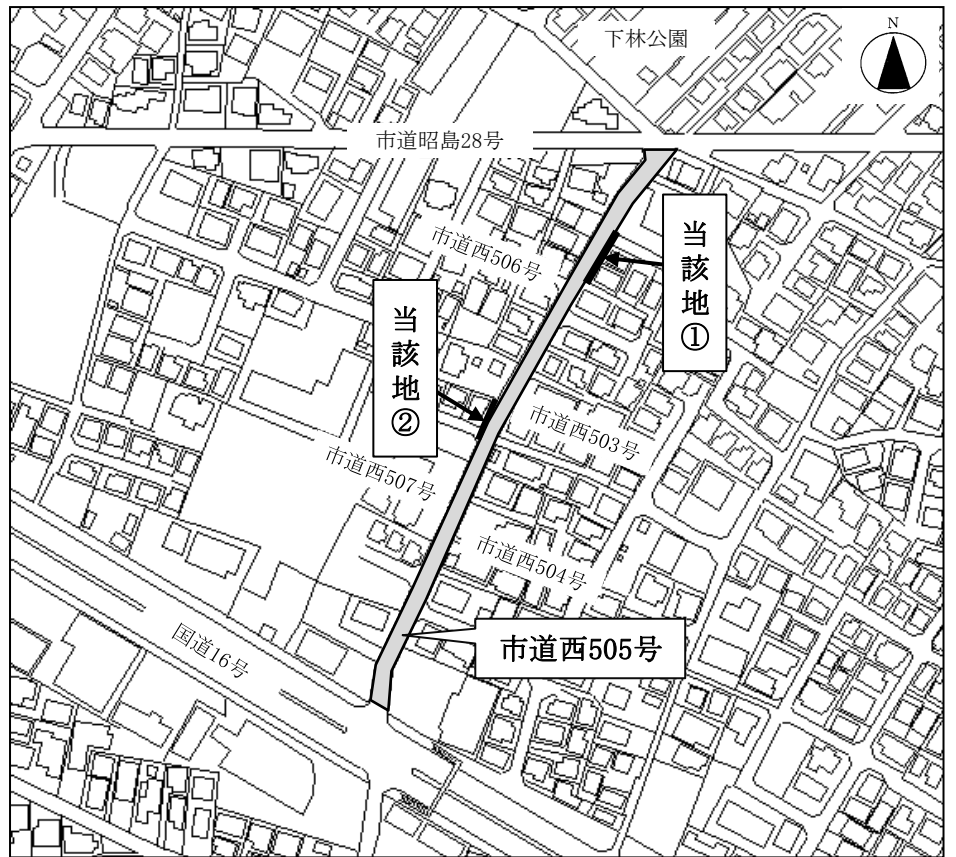 下林公園
N
市道昭島28号
市道西506号
当該地①
当該地②
市道西503号
市道西507号
市道西504号
市道西505号
国道16号